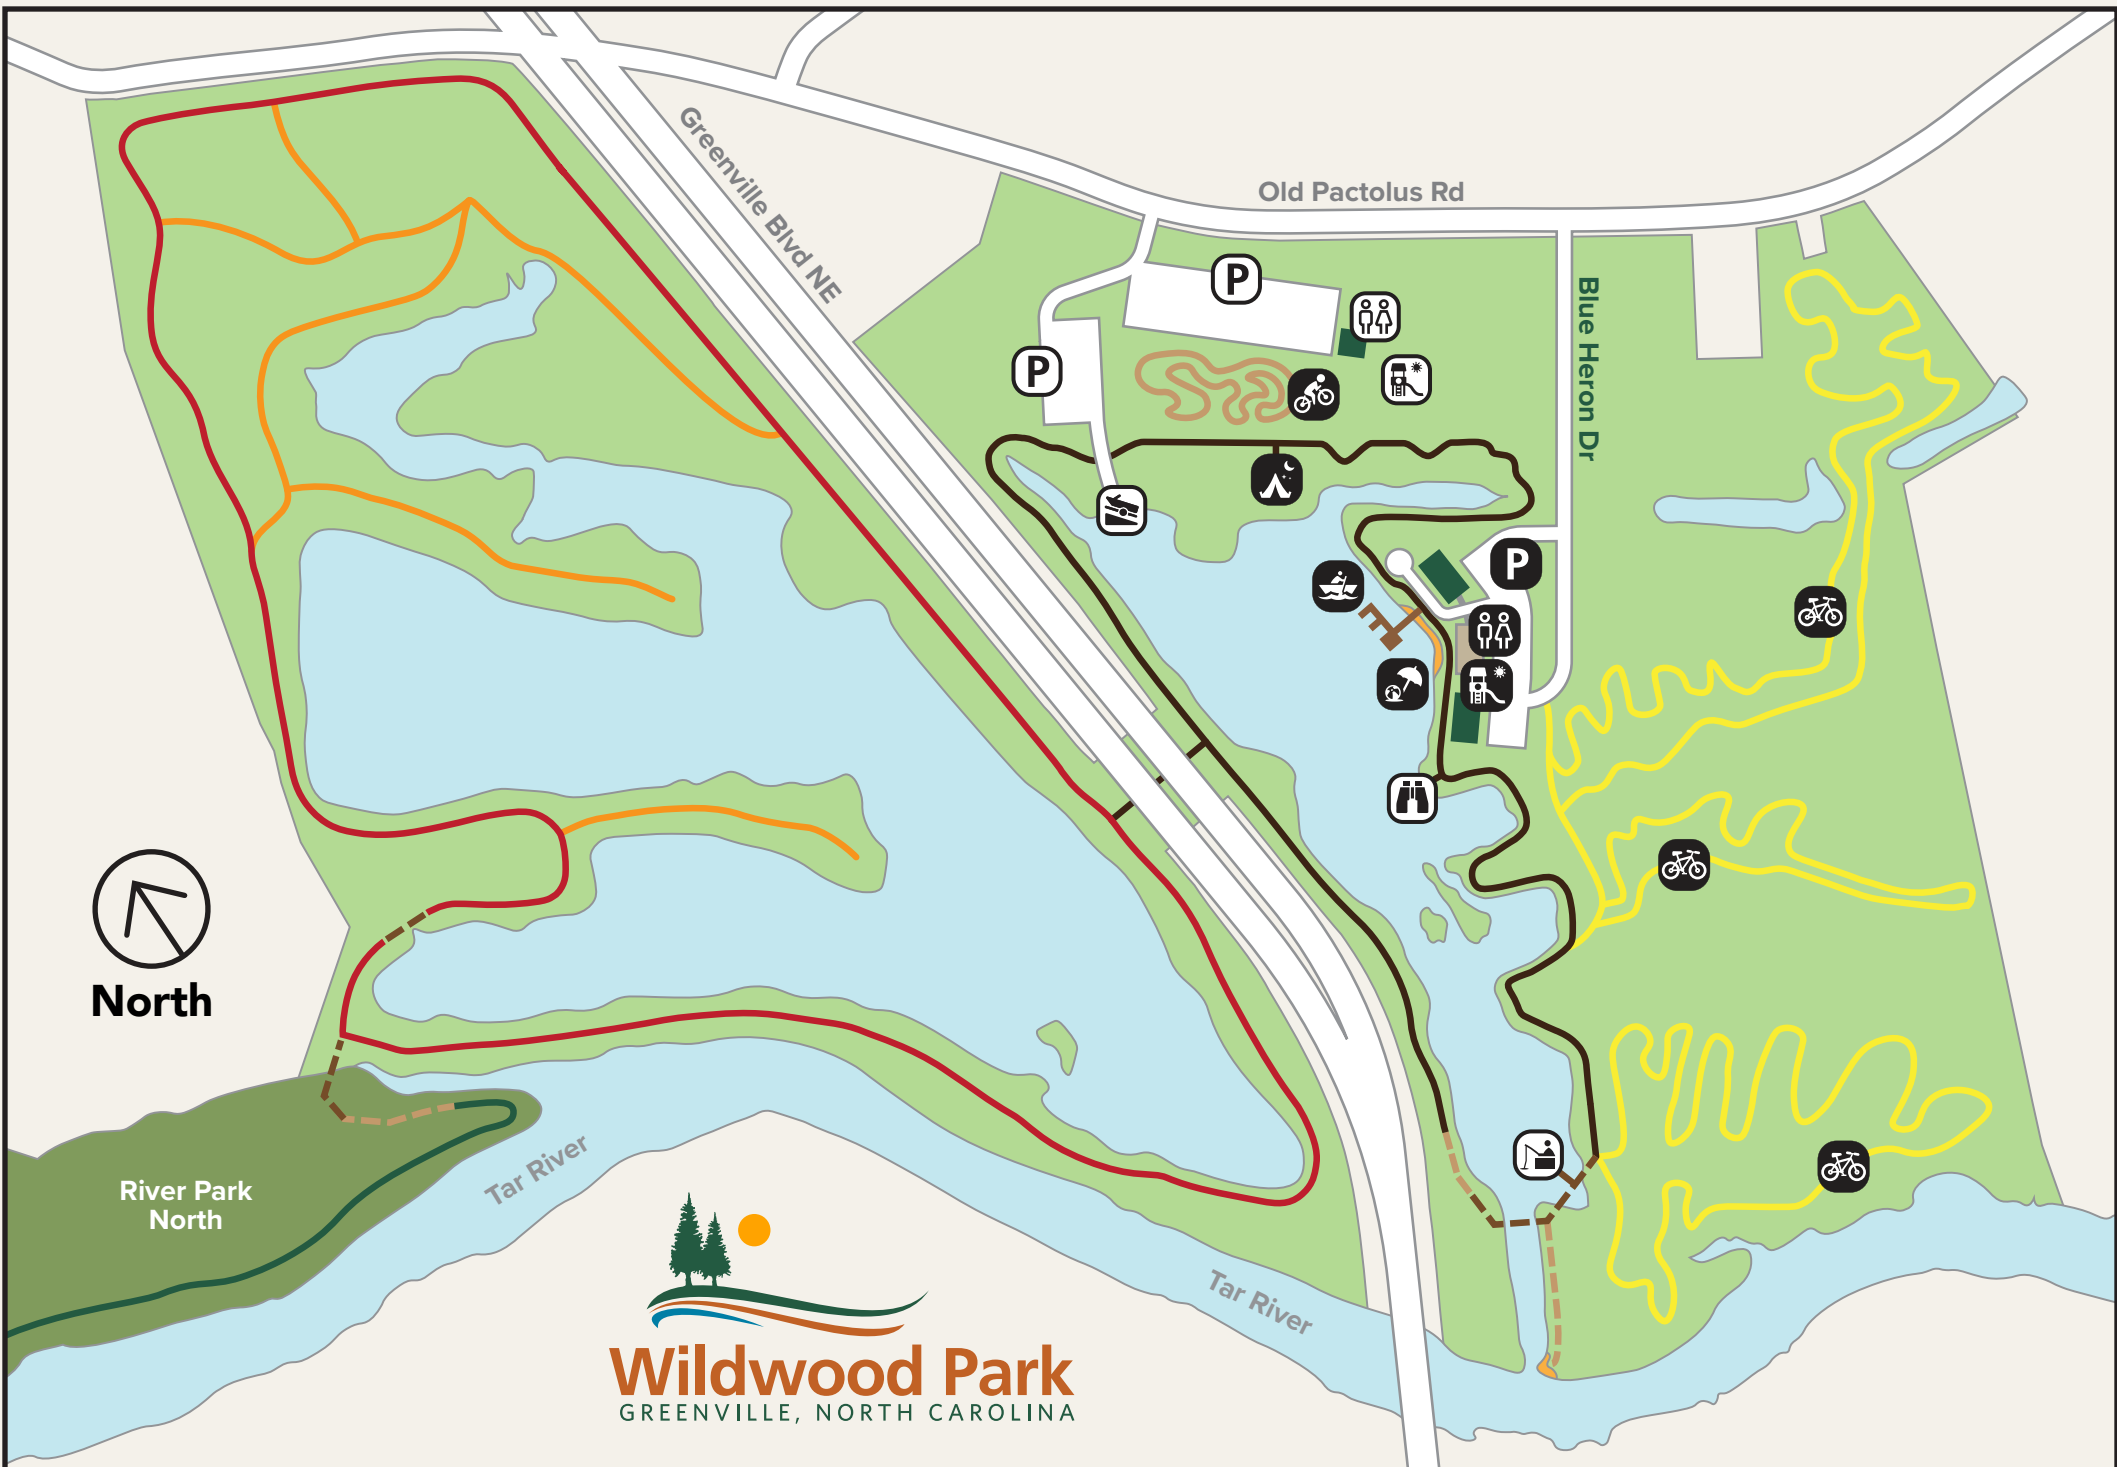 Greenville Blvd NE
Old Pactolus Rd
P
P
Blue Heron Dr
P
North
River Park
North
Tar River
Tar River
Wildwood Park
GREENVILLE, NORTH CAROLINA